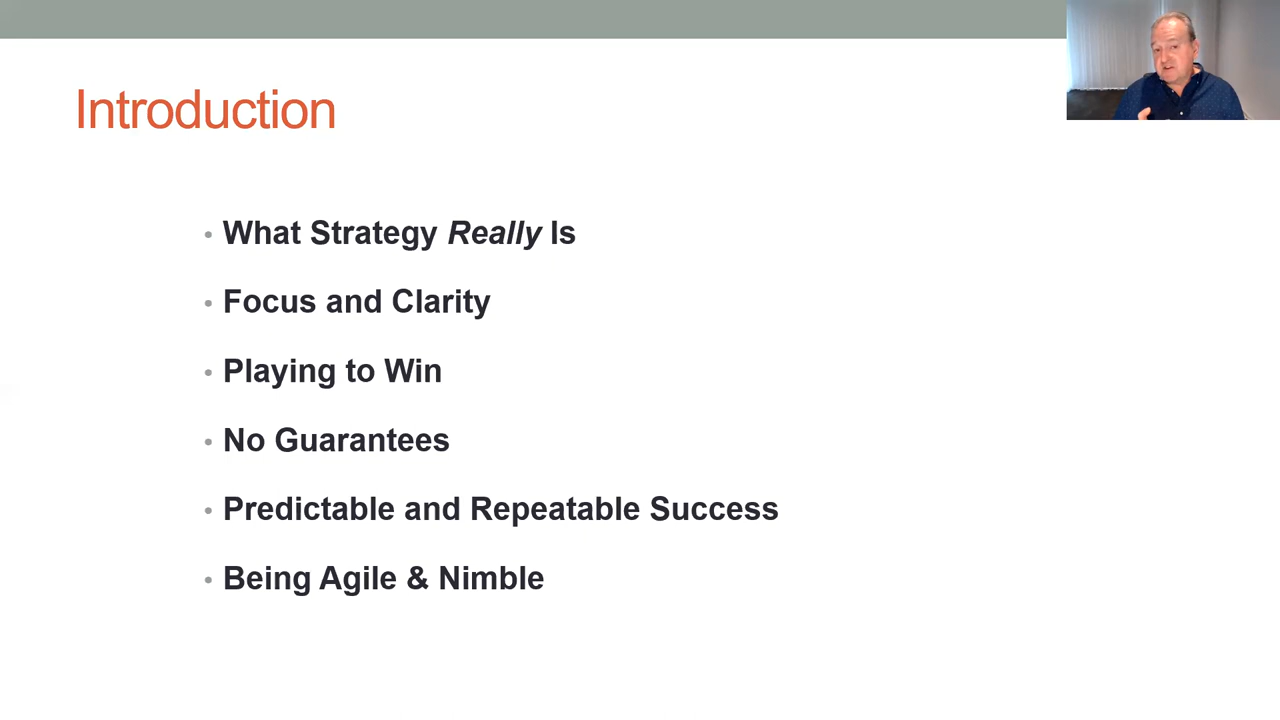 Introduction
• What Strategy Really Is
• Focus and Clarity
• Playing to Win
• No Guarantees
• Predictable and Repeatable Success
• Being Agile & Nimble